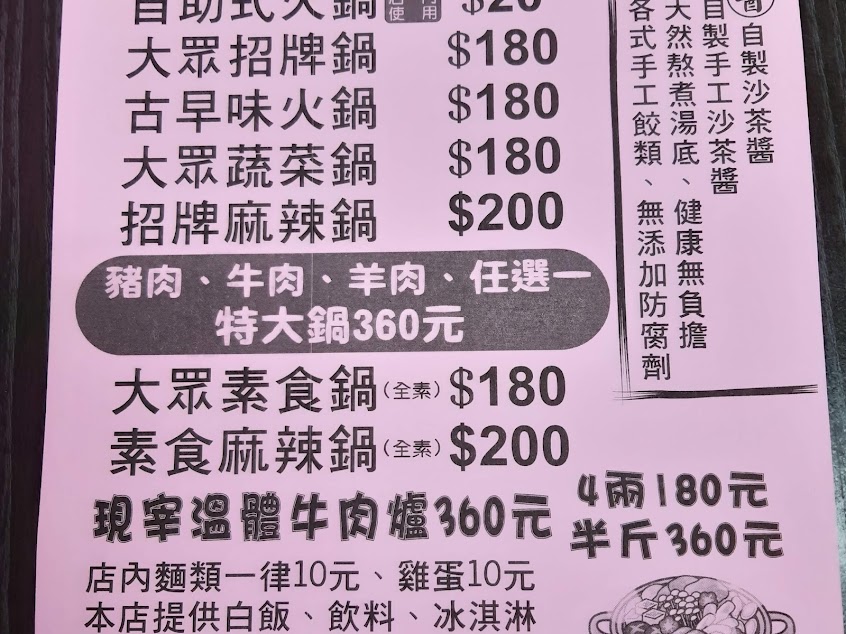 自助式火鍋 $20
大眾招牌鍋 $180
古早味火鍋 $180
大眾蔬菜鍋 $180
招牌麻辣鍋 $200
豬肉、牛肉、羊肉、任選一
特大鍋360元
大眾素食鍋(全素) $180
素食麻辣鍋(全素) $200
現宰溫體牛肉爐360元
4兩180元
半斤360元
店內麵類一律10元、雞蛋10元
本店提供白飯、飲料、冰淇淋
自製沙茶醬
自製手工沙茶醬
天然熬煮湯底、健康無負擔
各式手工餃類、無添加防腐劑